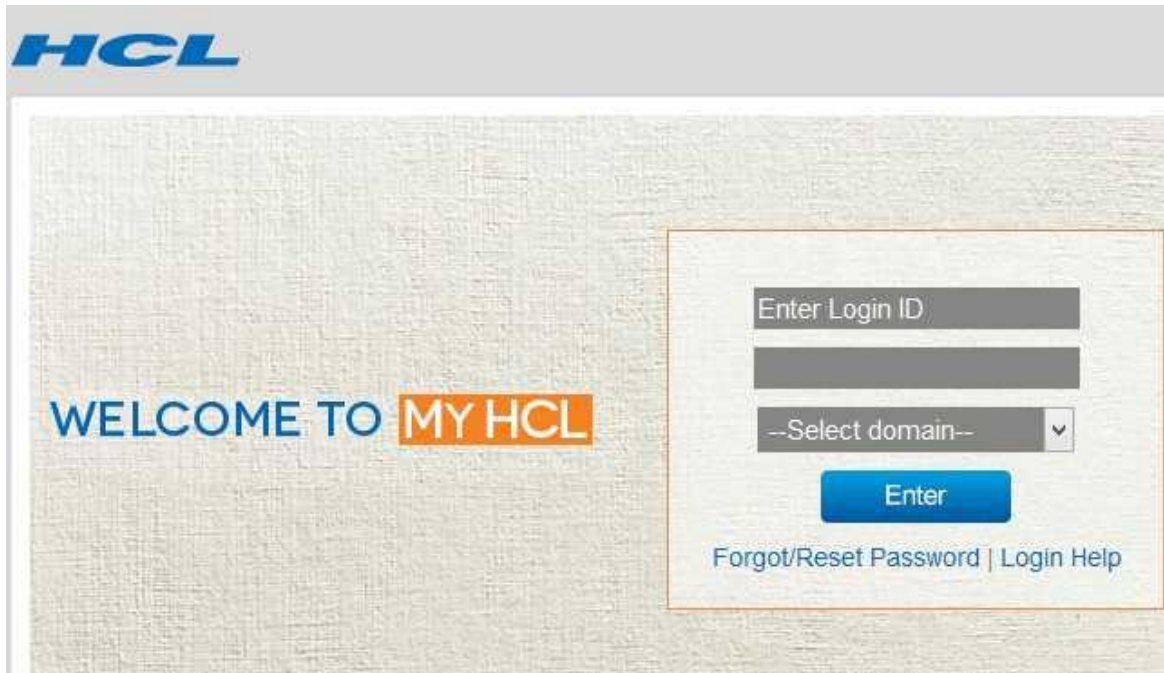 HCL
WELCOME TO MY HCL
Enter Login ID
--Select domain--
Enter
Forgot/Reset Password | Login Help